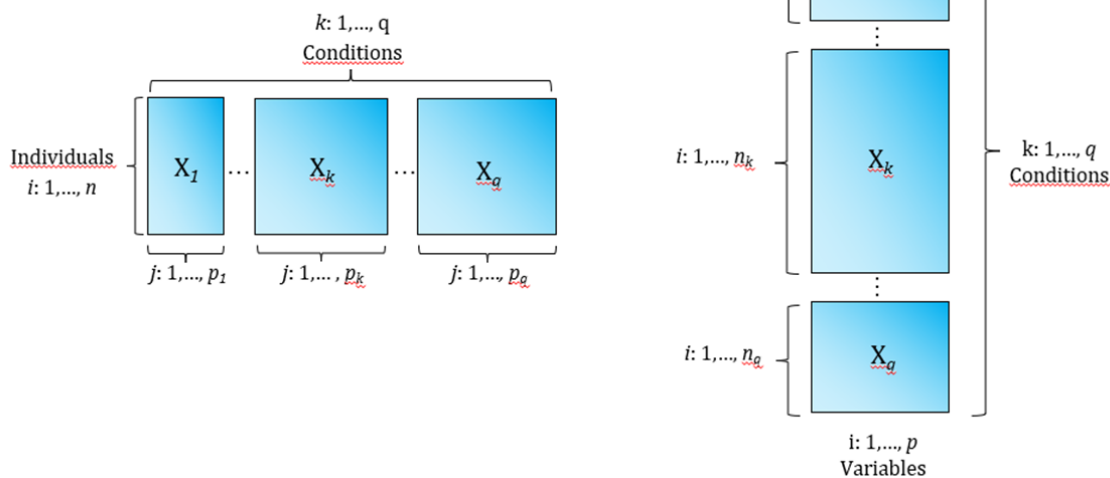 k: 1,..., q
Conditions
Individuals
i: 1,..., n
X1
...
Xk
...
Xq
j: 1,..., p1
j: 1,... , pk
j: 1,..., pq
⋮
i: 1,..., nk
Xk
k: 1,..., q
Conditions
⋮
i: 1,..., nq
Xq
i: 1,..., p
Variables